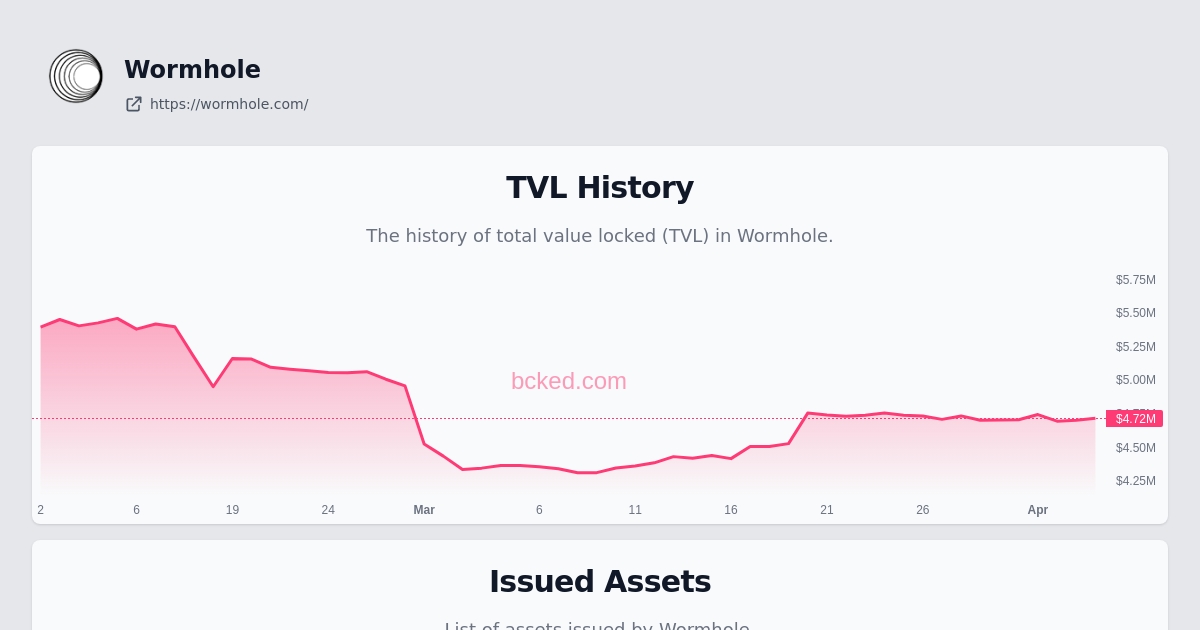 Wormhole
https://wormhole.com/
TVL History
The history of total value locked (TVL) in Wormhole.
$5.75M
$5.50M
$5.25M
$5.00M
bcked.com
$4.72M
$4.50M
$4.25M
2 6 19 24 Mar 6 11 16 21 26 Apr
Issued Assets
List of assets issued by Wormhole.